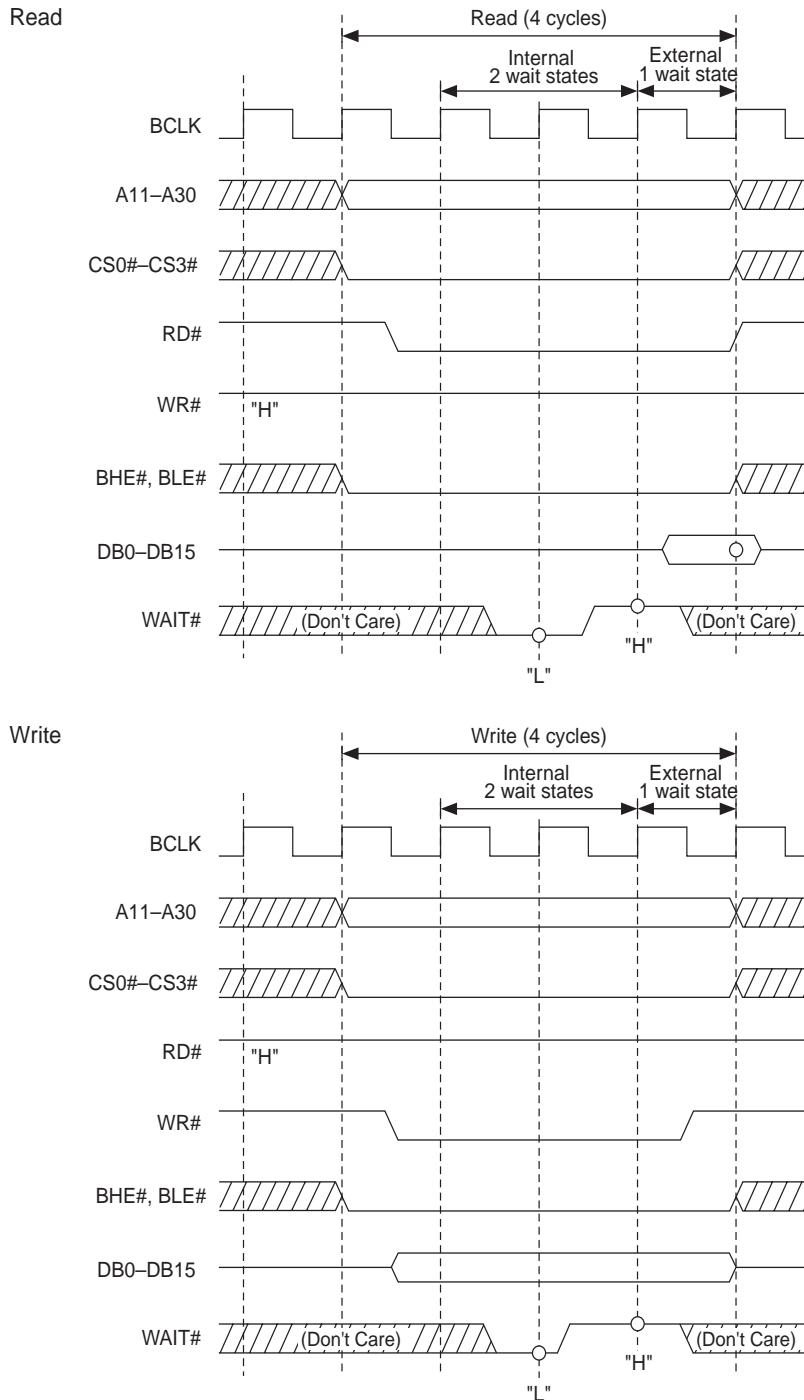 Read
Read (4 cycles)
Internal
2 wait states
External
1 wait state
BCLK
A11–A30
CS0#–CS3#
RD#
WR#
"H"
BHE#, BLE#
DB0–DB15
WAIT#
(Don't Care)
(Don't Care)
"L"
"H"
Write
Write (4 cycles)
Internal
2 wait states
External
1 wait state
BCLK
A11–A30
CS0#–CS3#
RD#
"H"
WR#
BHE#, BLE#
DB0–DB15
WAIT#
(Don't Care)
(Don't Care)
"L"
"H"